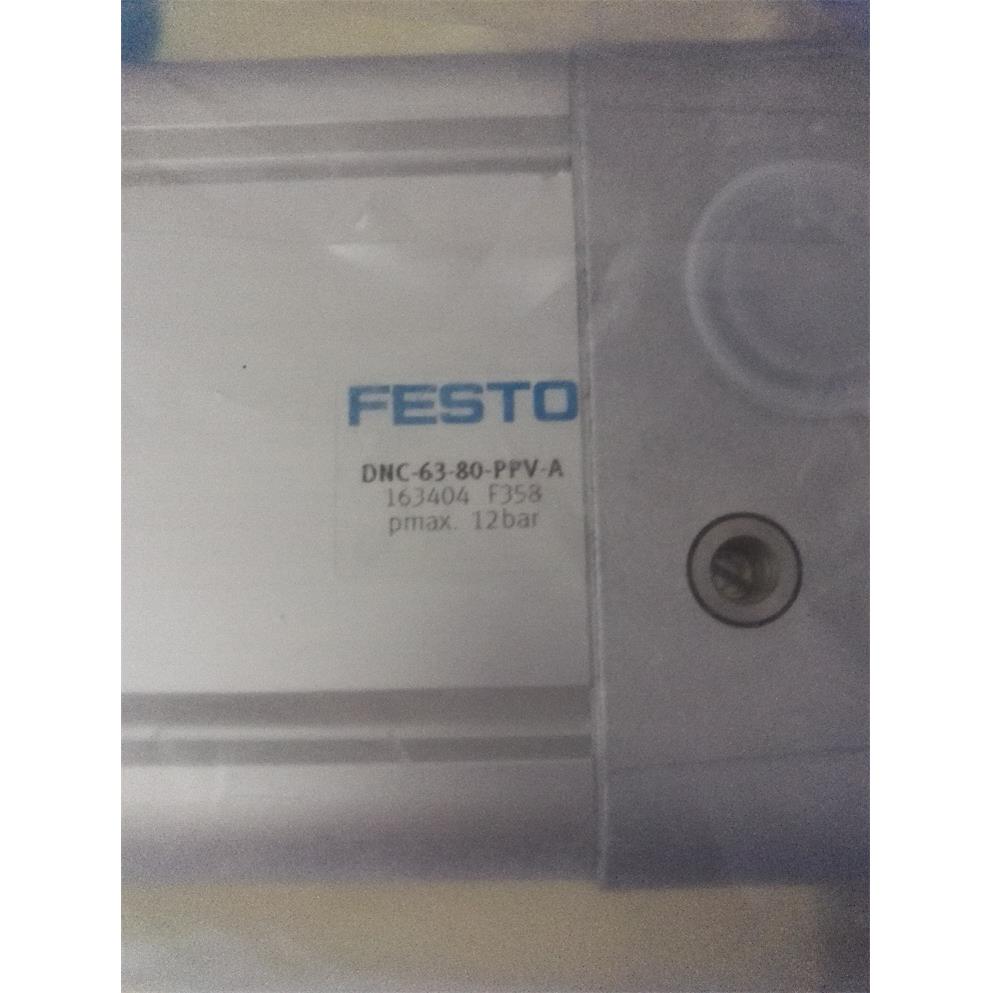 FESTO
DNC-63-80-PPV-A
163404 F358
pmax. 12bar